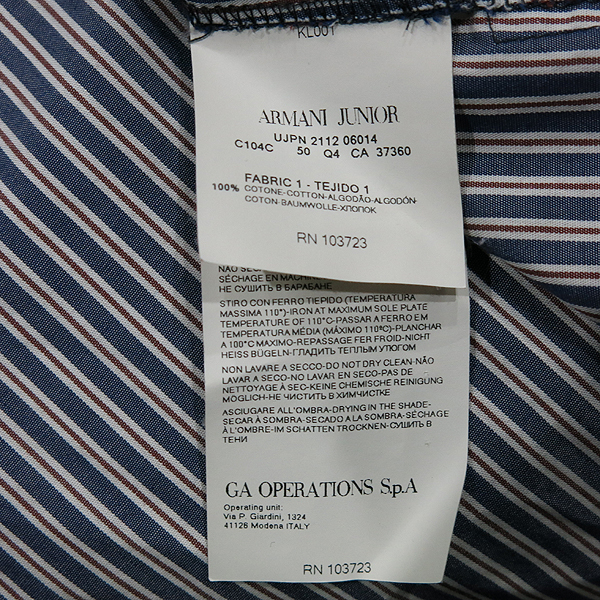 KL001
ARMANI JUNIOR
UJPN 2112 06014
C104C 50 Q4 CA 37360
FABRIC 1 - TEJIDO 1
100% COTONE-COTTON-ALGODÃO-ALGODÓN-
COTON-BAUMWOLLE-ХЛОПОК
RN 103723
SÉCHAGE EN MACHIN
НЕ СУШИТЬ В БАРАБАНЕ
STIRO CON FERRO TIEPIDO (TEMPERATURA
MASSIMA 110°)-IRON AT MAXIMUM SOLE PLATE
TEMPERATURE OF 110°C-PASSAR A FERRO EM
TEMPERATURA MÉDIA (MÁXIMO 110ºC)-PLANCHAR
A 100°C MAXIMO-REPASSAGE FER FROID-NICHT
HEISS BÜGELN-ГЛАДИТЬ ТЕПЛЫМ УТЮГОМ
NON LAVARE A SECCO-DO NOT DRY CLEAN-NÃO
LAVAR A SECO-NO LAVAR EN SECO-PAS DE
NETTOYAGE À SEC-KEINE CHEMISCHE REINIGUNG
MÖGLICH-НЕ ЧИСТИТЬ В ХИМЧИСТКЕ
ASCIUGARE ALL'OMBRA-DRYING IN THE SHADE-
SECAR À SOMBRA-SECADO A LA SOMBRA-SÉCHAGE
À L'OMBRE-IM SCHATTEN TROCKNEN-СУШИТЬ В
ТЕНИ
GA OPERATIONS S.p.A
Operating unit:
Via P. Giardini, 1324
41126 Modena ITALY
RN 103723